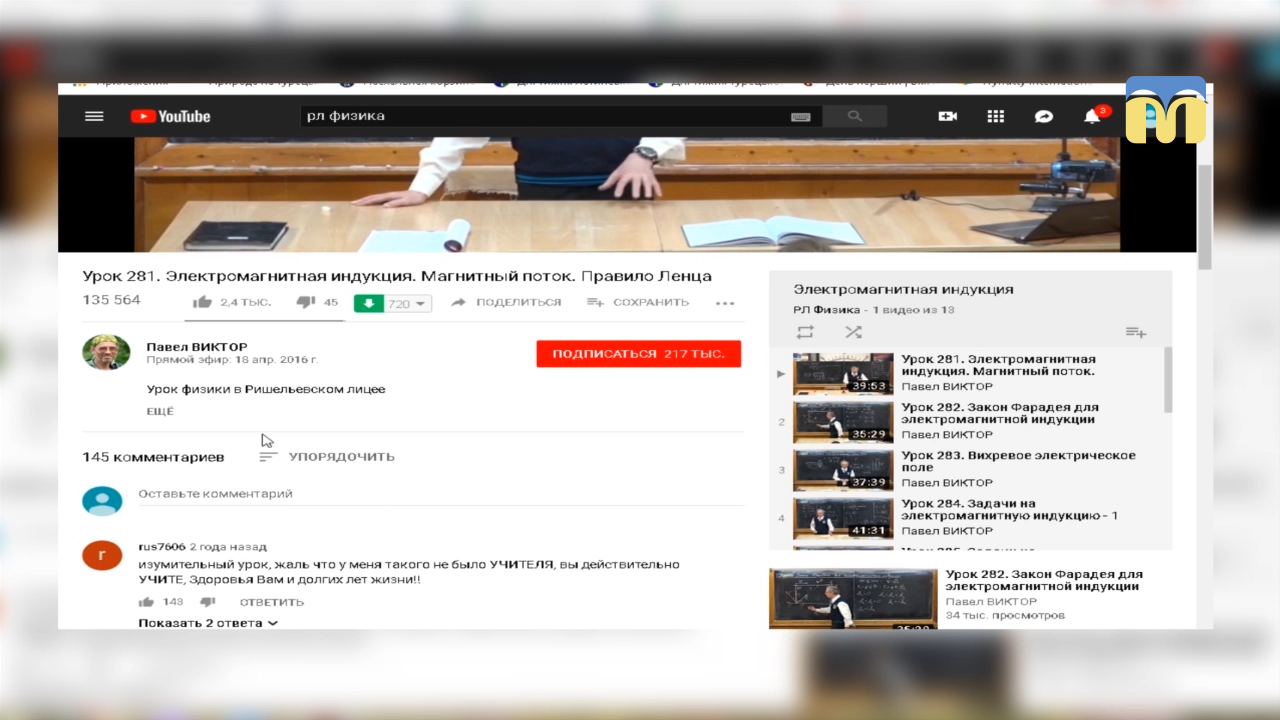 YouTube
рл физика
3
Урок 281. Электромагнитная индукция. Магнитный поток. Правило Ленца
135 564
2,4 ТЫС.
45
720
ПОДЕЛИТЬСЯ
СОХРАНИТЬ
Павел ВИКТОР
Прямой эфир: 18 апр. 2016 г.
ПОДПИСАТЬСЯ 217 ТЫС.
Урок физики в Ришельевском лицее
ЕЩЁ
145 комментариев
УПОРЯДОЧИТЬ
Оставьте комментарий
r
rus7606 2 года назад
изумительный урок, жаль что у меня такого не было УЧИТЕЛЯ, вы действительно
УЧИТЕ, Здоровья Вам и долгих лет жизни!!
143
ОТВЕТИТЬ
Показать 2 ответа
Электромагнитная индукция
РЛ Физика - 1 видео из 13
39:53
Урок 281. Электромагнитная
индукция. Магнитный поток.
Павел ВИКТОР
2
35:29
Урок 282. Закон Фарадея для
электромагнитной индукции
Павел ВИКТОР
3
37:39
Урок 283. Вихревое электрическое
поле
Павел ВИКТОР
4
41:31
Урок 284. Задачи на
электромагнитную индукцию - 1
Павел ВИКТОР
Урок 282. Закон Фарадея для
электромагнитной индукции
Павел ВИКТОР
34 тыс. просмотров